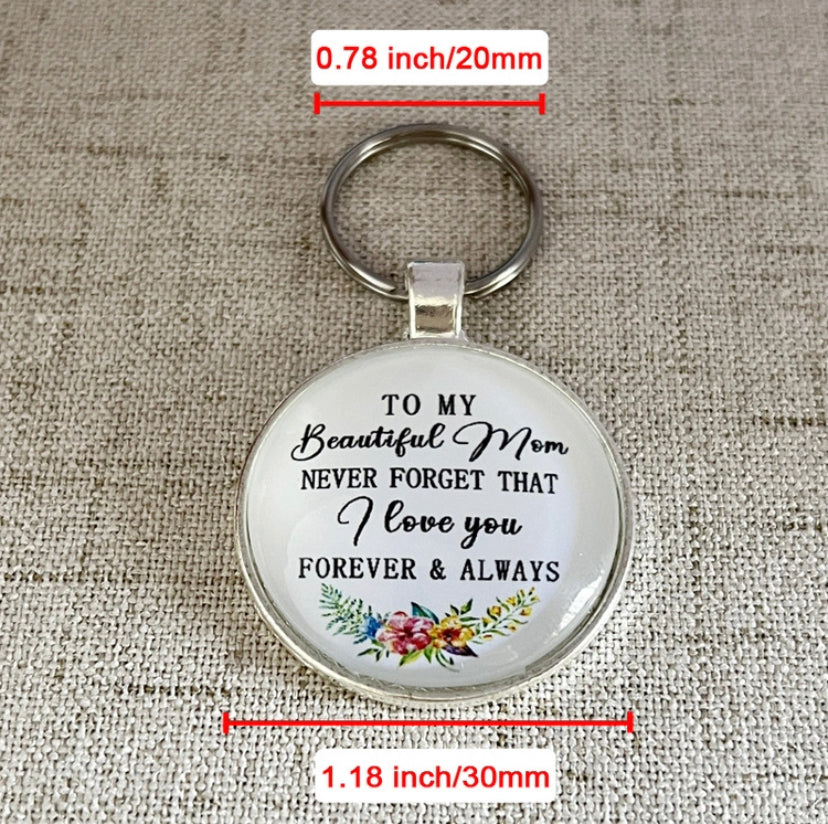 0.78 inch/20mm
TO MY
Beautiful Mom
NEVER FORGET THAT
I love you
FOREVER & ALWAYS
1.18 inch/30mm